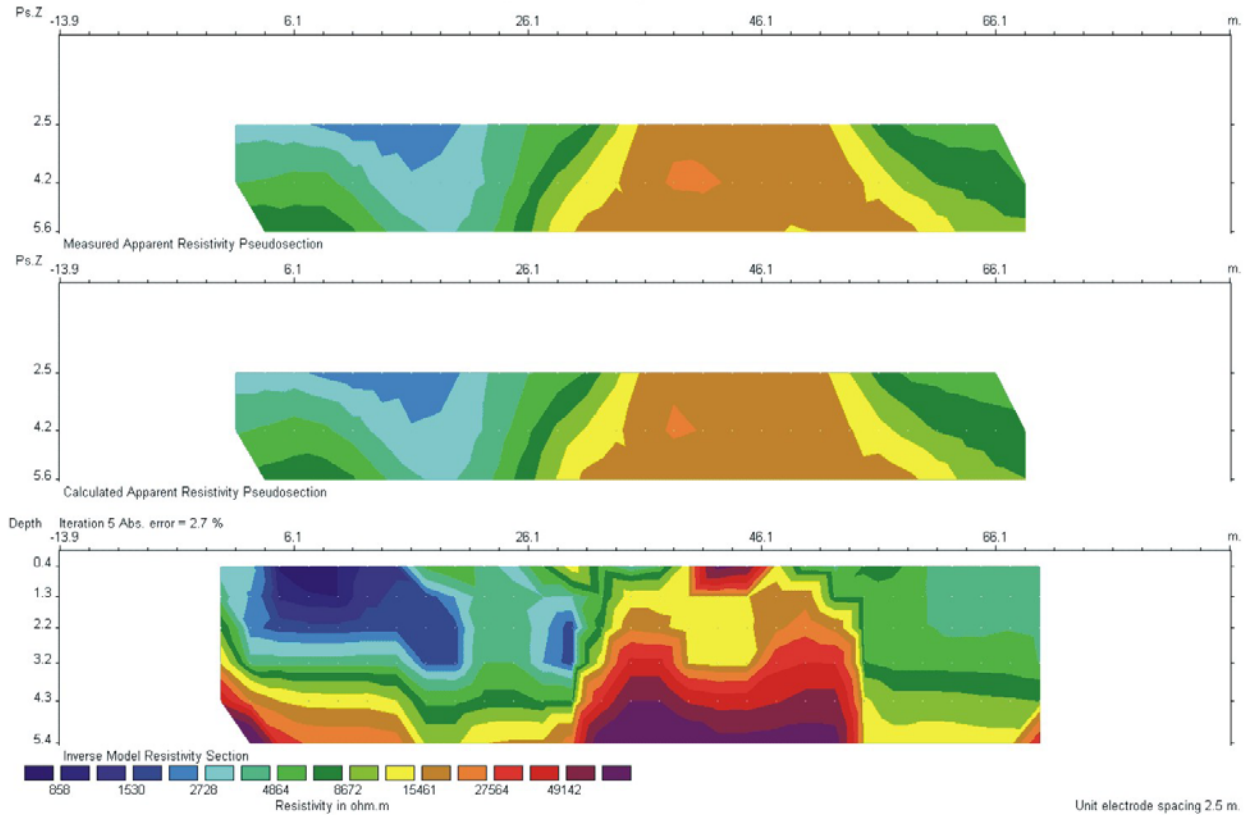 Ps.Z -13.9 6.1 26.1 46.1 66.1 m.
2.5
4.2
5.6
Measured Apparent Resistivity Pseudosection
Ps.Z -13.9 6.1 26.1 46.1 66.1 m.
2.5
4.2
5.6
Calculated Apparent Resistivity Pseudosection
Depth Iteration 5 Abs. error = 2.7 %
-13.9 6.1 26.1 46.1 66.1 m.
0.4
1.3
2.2
3.2
4.3
5.4
Inverse Model Resistivity Section
858 1530 2728 4864 8672 15461 27564 49142
Resistivity in ohm.m Unit electrode spacing 2.5 m.